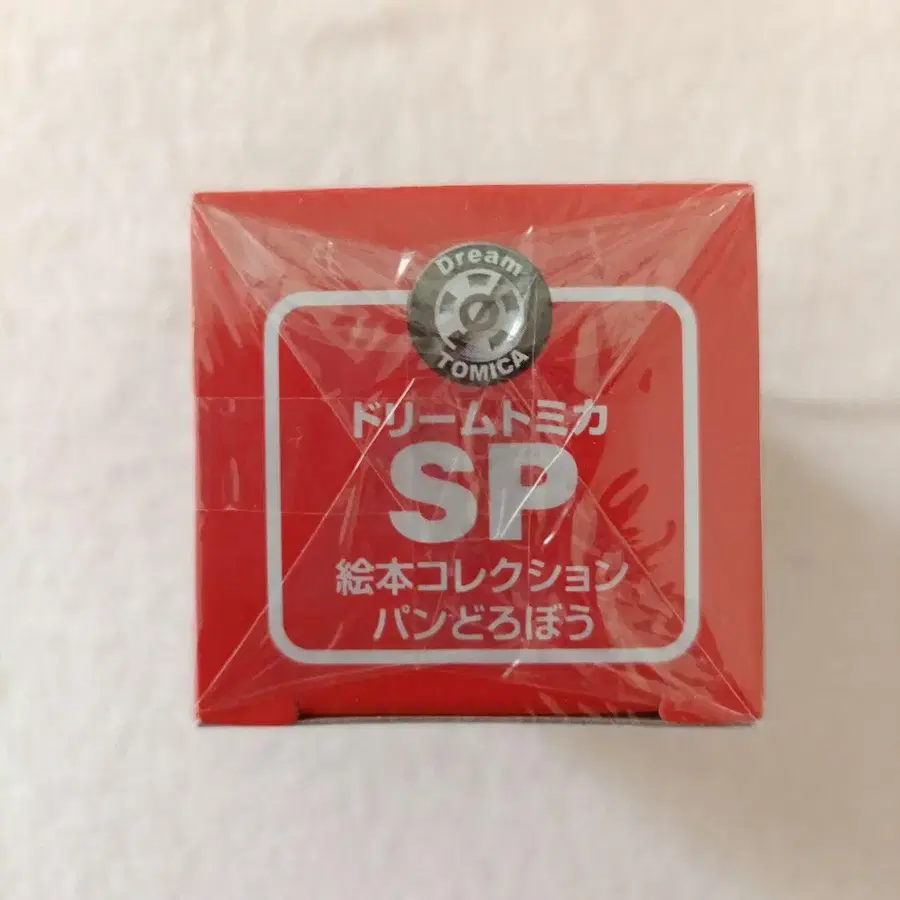 Dream
TOMICA
ドリームトミカ
SP
絵本コレクション
パンどろぼう